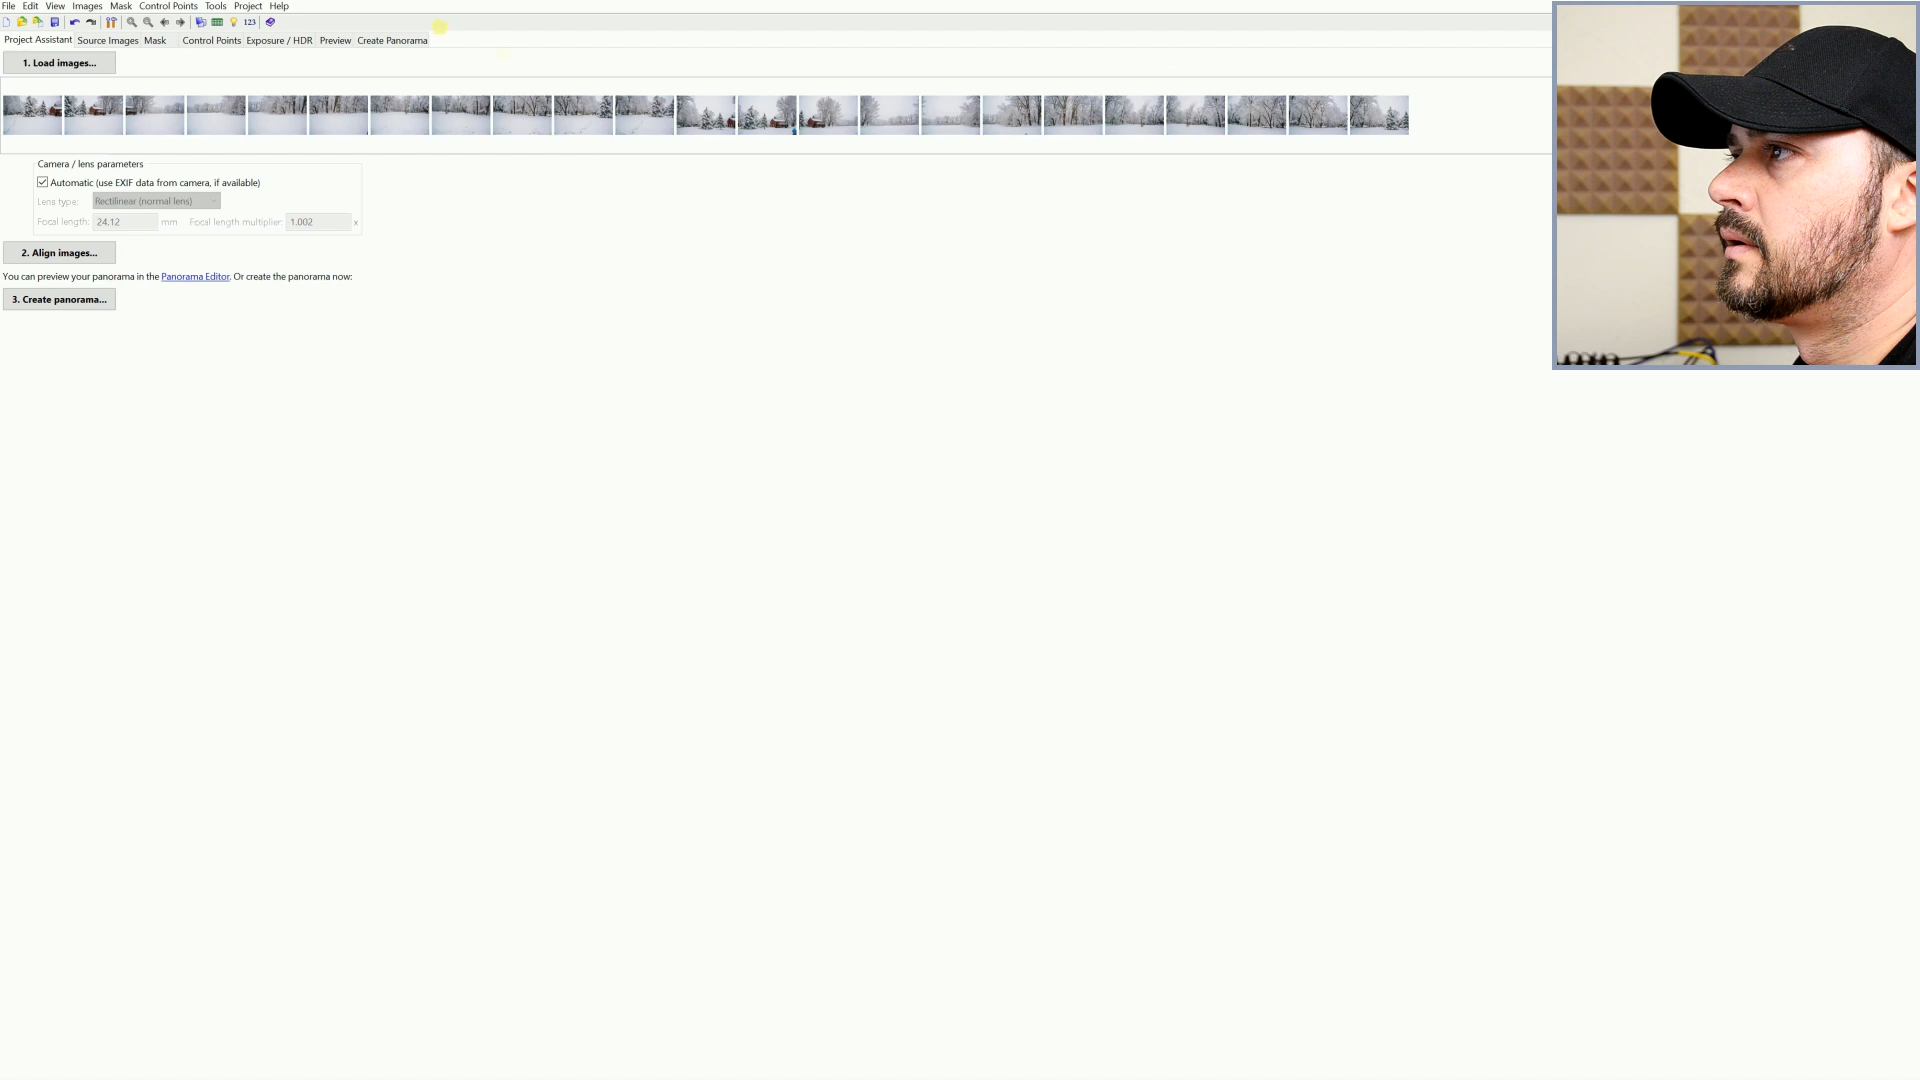 File Edit View Images Mask Control Points Tools Project Help
123
Project Assistant Source Images Mask Control Points Exposure / HDR Preview Create Panorama
1. Load images...
Camera / lens parameters
Automatic (use EXIF data from camera, if available)
Lens type: Rectilinear (normal lens)
Focal length: 24.12 mm Focal length multiplier: 1.002 x
2. Align images...
You can preview your panorama in the Panorama Editor. Or create the panorama now:
3. Create panorama...